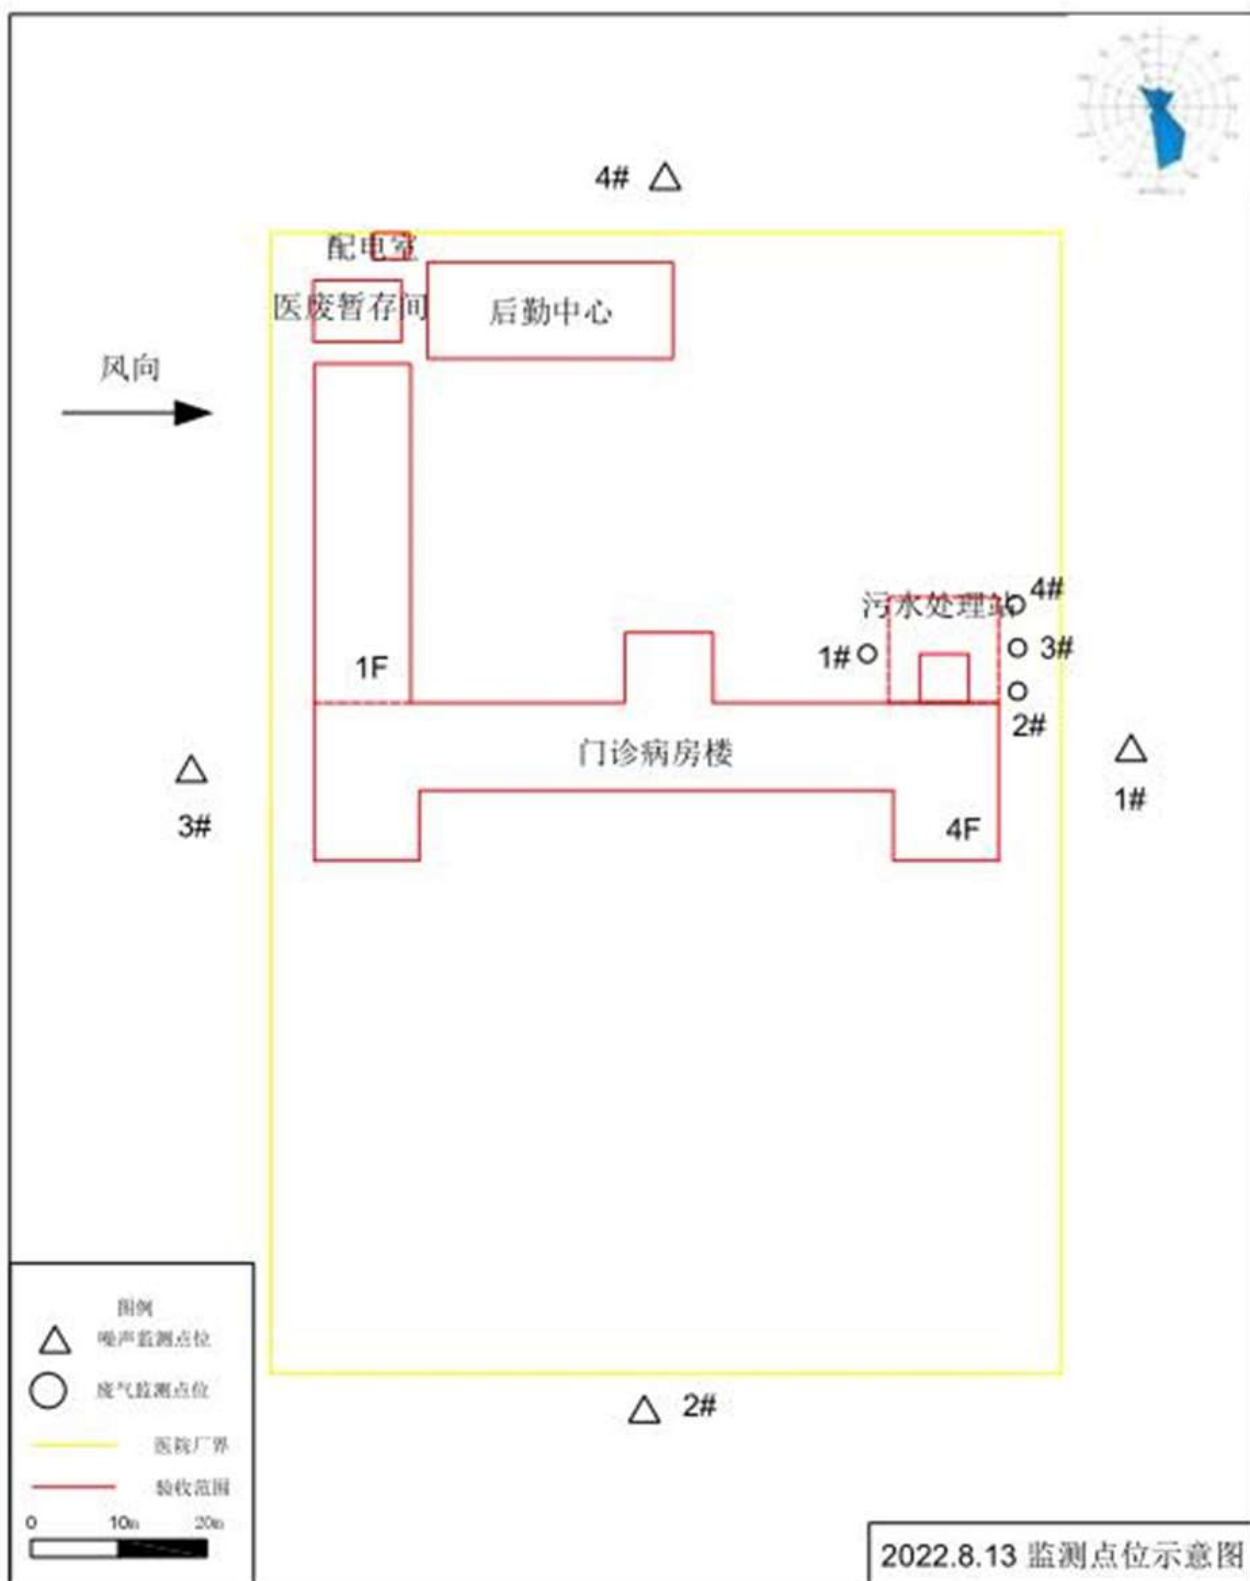 4#
配电室
医废暂存间
后勤中心
风向
污水处理站
4#
1#
3#
2#
1F
门诊病房楼
4F
3#
1#
2#
图例
噪声监测点位
废气监测点位
医院厂界
验收范围
0 10m 20m
2022.8.13 监测点位示意图